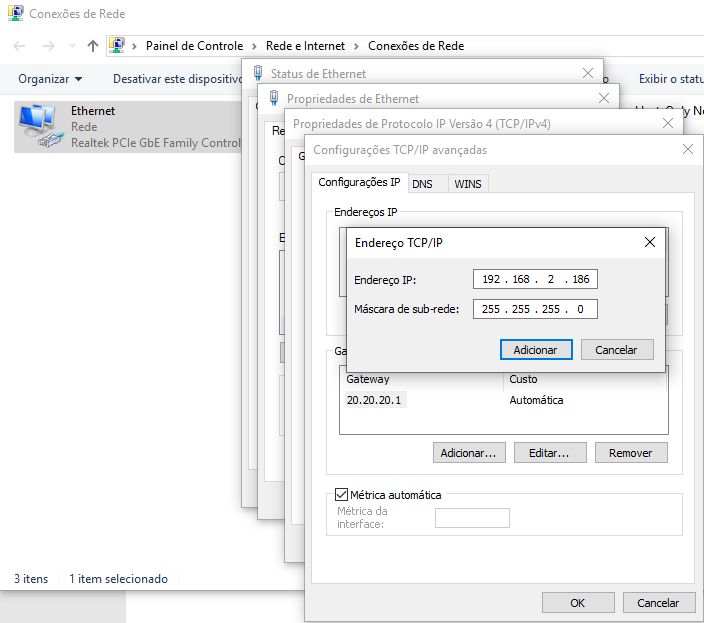 Conexões de Rede
Painel de Controle > Rede e Internet > Conexões de Rede
Organizar
Desativar este dispositivo
Exibir o statu
Ethernet
Rede
Realtek PCIe GbE Family Control
Status de Ethernet
Propriedades de Ethernet
Propriedades de Protocolo IP Versão 4 (TCP/IPv4)
Configurações TCP/IP avançadas
Configurações IP
DNS
WINS
Endereços IP
Endereço TCP/IP
Endereço IP:
192 . 168 . 2 . 186
Máscara de sub-rede:
255 . 255 . 255 . 0
Adicionar
Cancelar
Gateway
Custo
20.20.20.1
Automática
Adicionar...
Editar...
Remover
Métrica automática
Métrica da
interface:
3 itens
1 item selecionado
OK
Cancelar